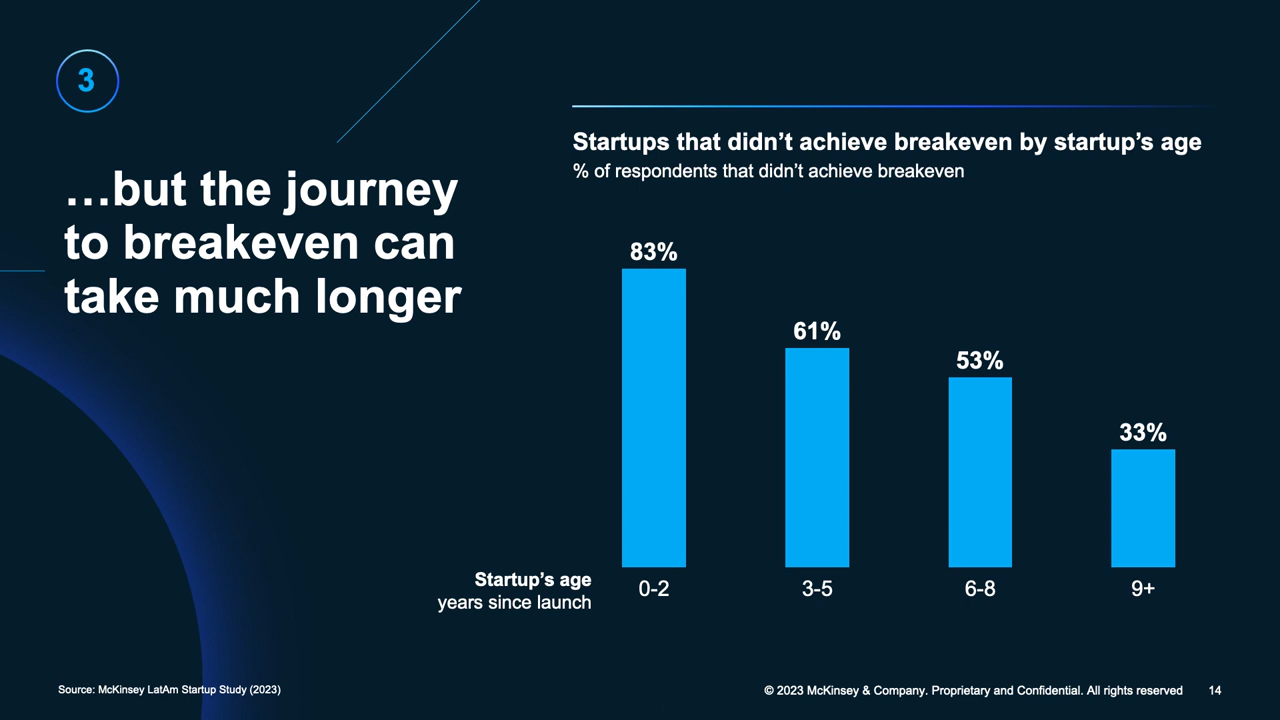 3
…but the journey
to breakeven can
take much longer
Startups that didn’t achieve breakeven by startup’s age
% of respondents that didn’t achieve breakeven
83%
61%
53%
33%
Startup’s age
years since launch
0-2
3-5
6-8
9+
Source: McKinsey LatAm Startup Study (2023)
© 2023 McKinsey & Company. Proprietary and Confidential. All rights reserved
14